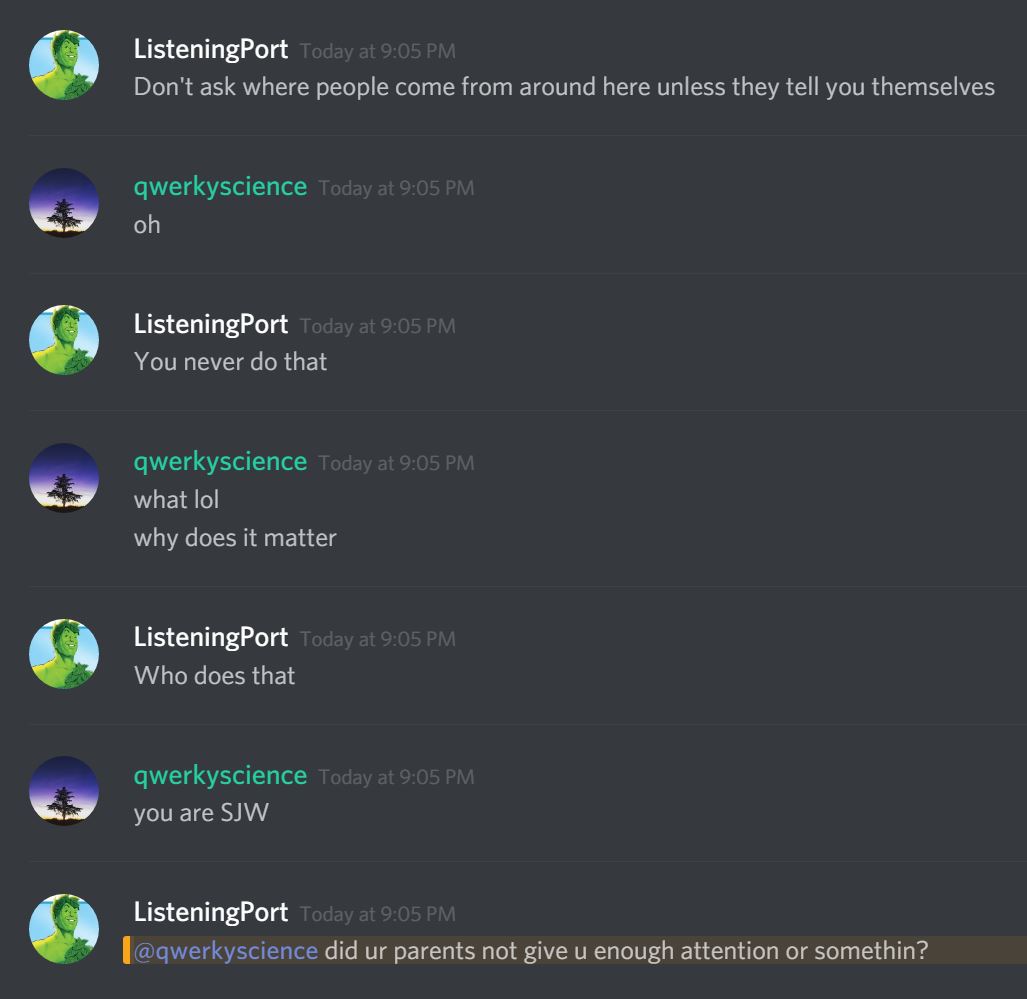 ListeningPort Today at 9:05 PM
Don't ask where people come from around here unless they tell you themselves
qwerkyscience Today at 9:05 PM
oh
ListeningPort Today at 9:05 PM
You never do that
qwerkyscience Today at 9:05 PM
what lol
why does it matter
ListeningPort Today at 9:05 PM
Who does that
qwerkyscience Today at 9:05 PM
you are SJW
ListeningPort Today at 9:05 PM
@qwerkyscience did ur parents not give u enough attention or somethin?